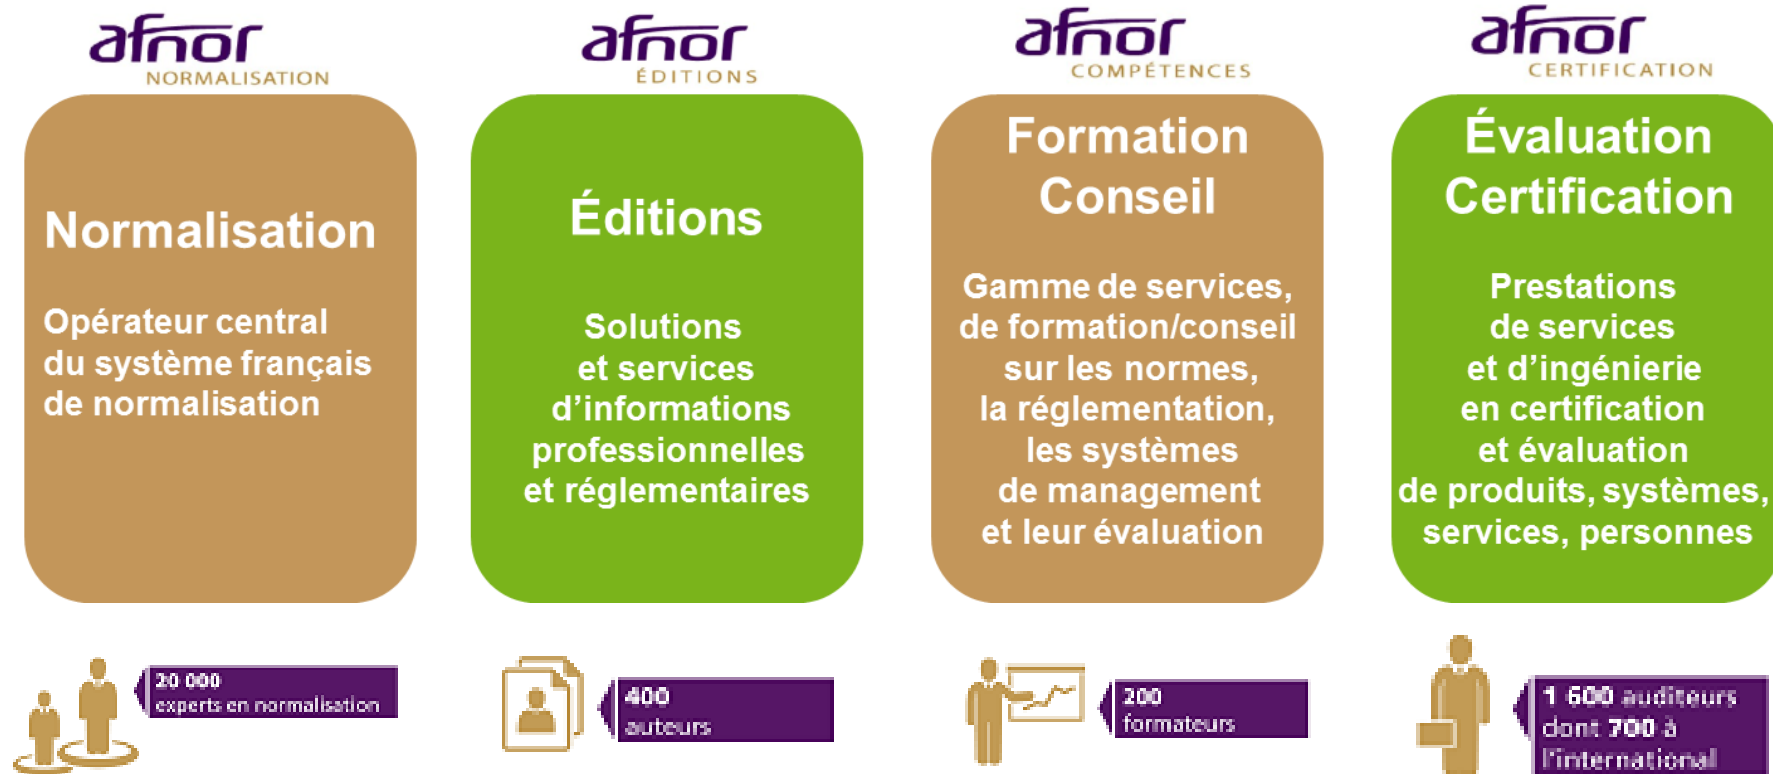 afnor
NORMALISATION
Normalisation
Opérateur central
du système français
de normalisation
20 000
experts en normalisation
afnor
ÉDITIONS
Éditions
Solutions
et services
d’informations
professionnelles
et réglementaires
400
auteurs
afnor
COMPÉTENCES
Formation
Conseil
Gamme de services,
de formation/conseil
sur les normes,
la réglementation,
les systèmes
de management
et leur évaluation
200
formateurs
afnor
CERTIFICATION
Évaluation
Certification
Prestations
de services
et d’ingénierie
en certification
et évaluation
de produits, systèmes,
services, personnes
1 600 auditeurs
dont 700 à
l’international